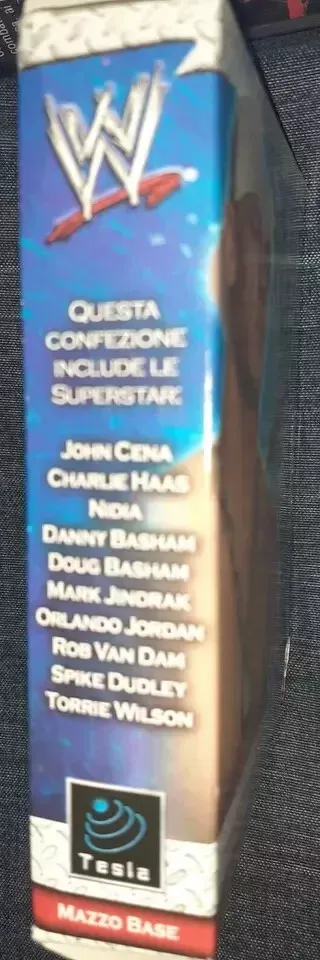 W
QUESTA
CONFEZIONE
INCLUDE LE
SUPERSTAR:
JOHN CENA
CHARLIE HAAS
NIDIA
DANNY BASHAM
DOUG BASHAM
MARK JINDRAK
ORLANDO JORDAN
ROB VAN DAM
SPIKE DUDLEY
TORRIE WILSON
Tesla
MAZZO BASE